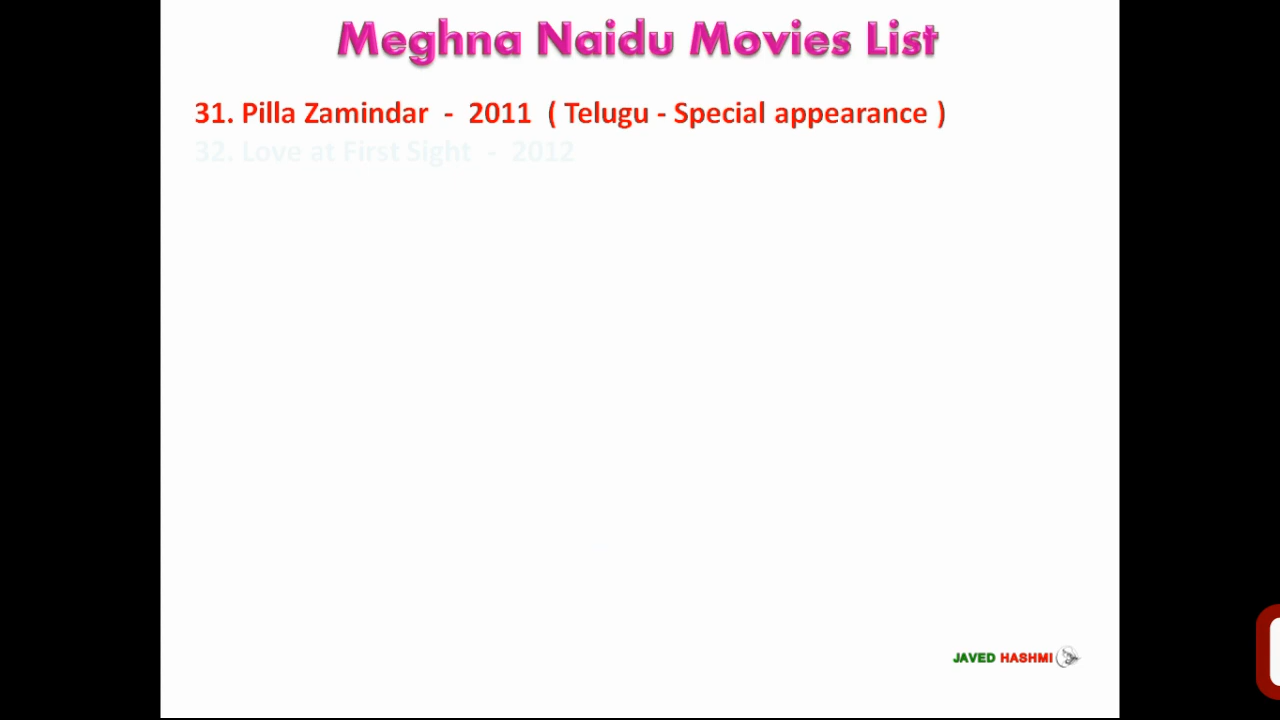 Meghna Naidu Movies List
31. Pilla Zamindar - 2011 ( Telugu - Special appearance )
32. Love at First Sight - 2012
JAVED HASHMI